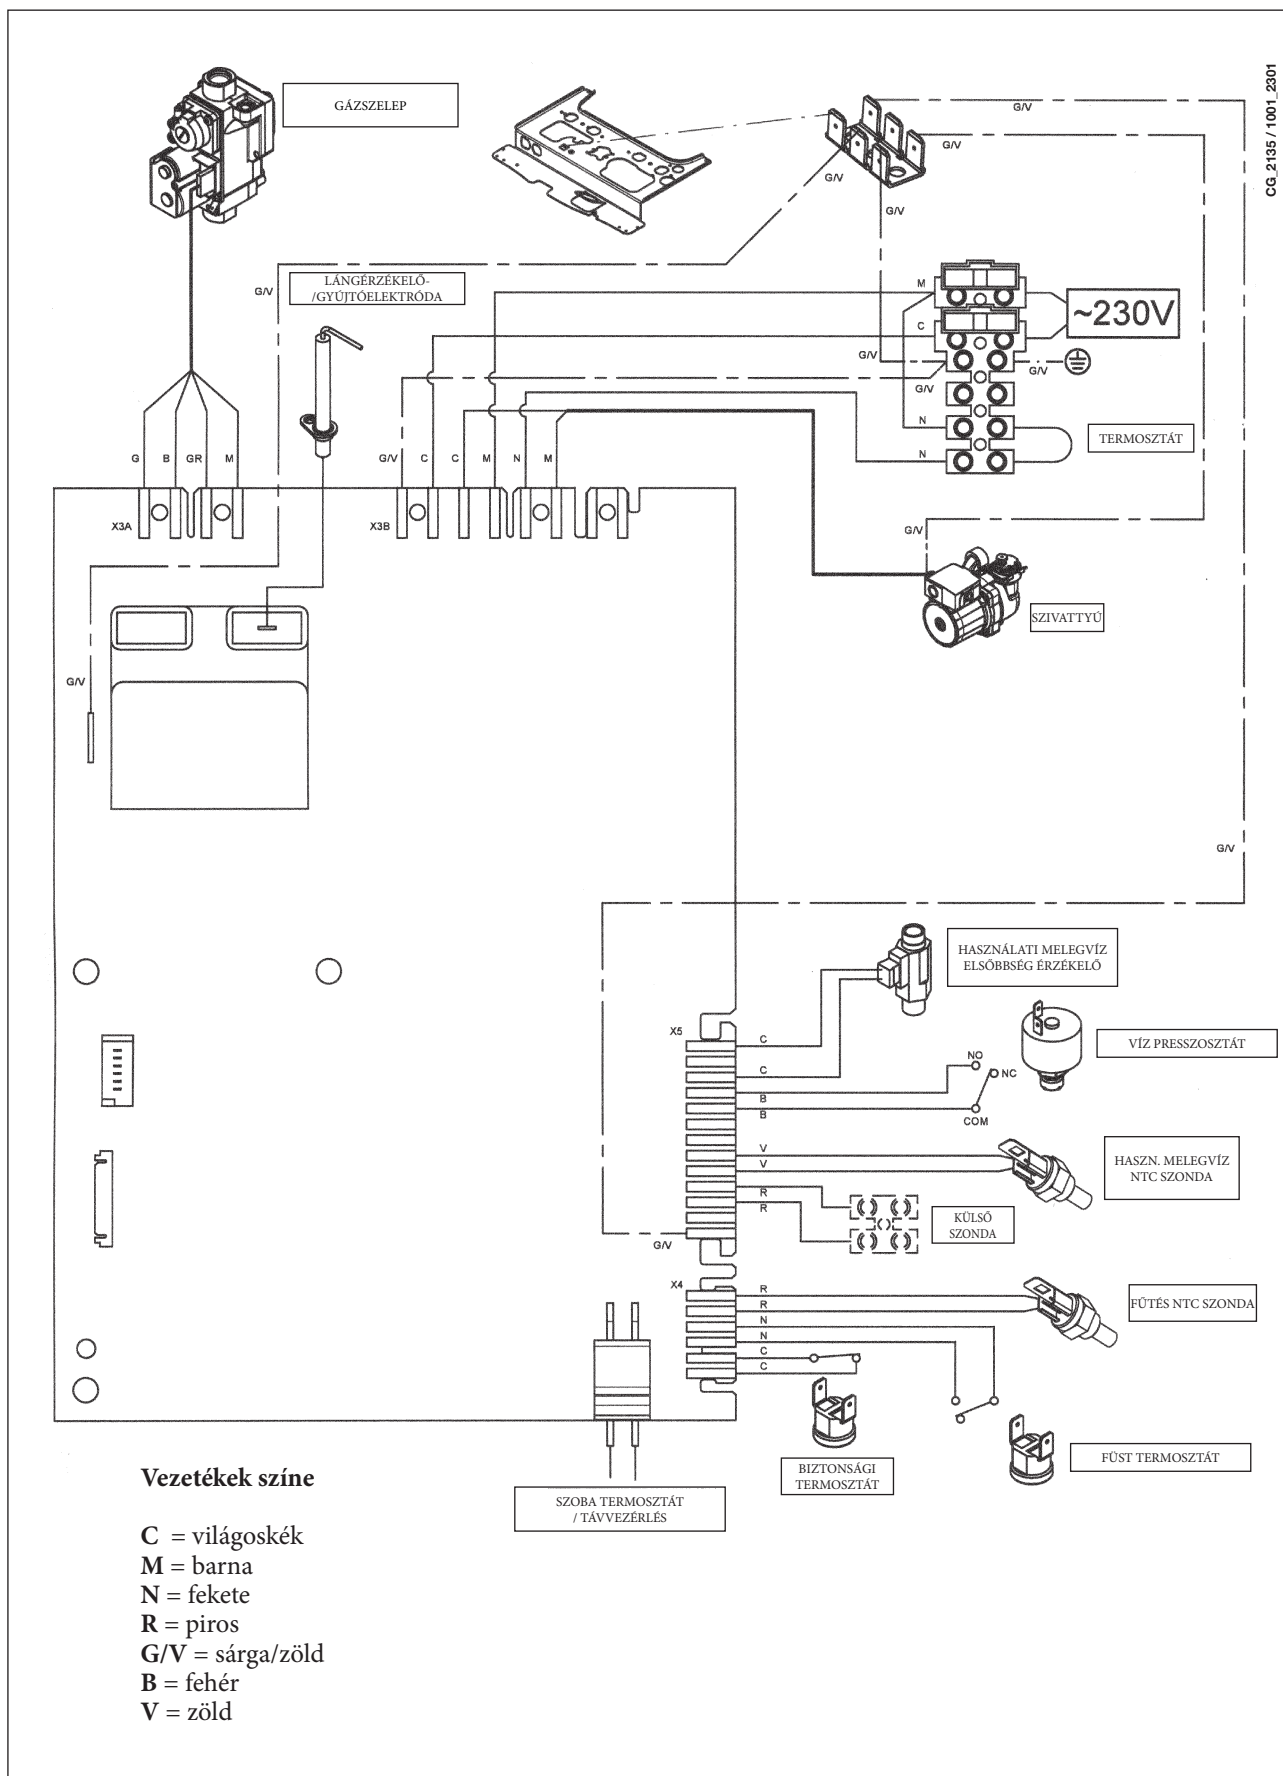 CG_2135 / 1001_2301
GÁZSZELEP
G/V
G/V
G/V
G/V
LÁNGÉRZÉKELŐ-
/GYÚJTÓELEKTRÓDA
G/V
M
~230V
C
G/V
G/V
G/V
N
TERMOSZTÁT
N
G
B
GR
M
G/V
C
C
M
N
M
X3A
X3B
G/V
SZIVATTYÚ
G/V
G/V
HASZNÁLATI MELEGVÍZ
ELSŐBBSÉG ÉRZÉKELŐ
X5
C
VÍZ PRESSZOSZTÁT
NO
NC
C
B
B
COM
V
V
HASZN. MELEGVÍZ
NTC SZONDA
R
R
KÜLSŐ
SZONDA
G/V
X4
R
R
FŰTÉS NTC SZONDA
N
N
C
C
FÜST TERMOSZTÁT
BIZTONSÁGI
TERMOSZTÁT
SZOBA TERMOSZTÁT
/ TÁVVEZÉRLÉS
Vezetékek színe
C = világoskék
M = barna
N = fekete
R = piros
G/V = sárga/zöld
B = fehér
V = zöld